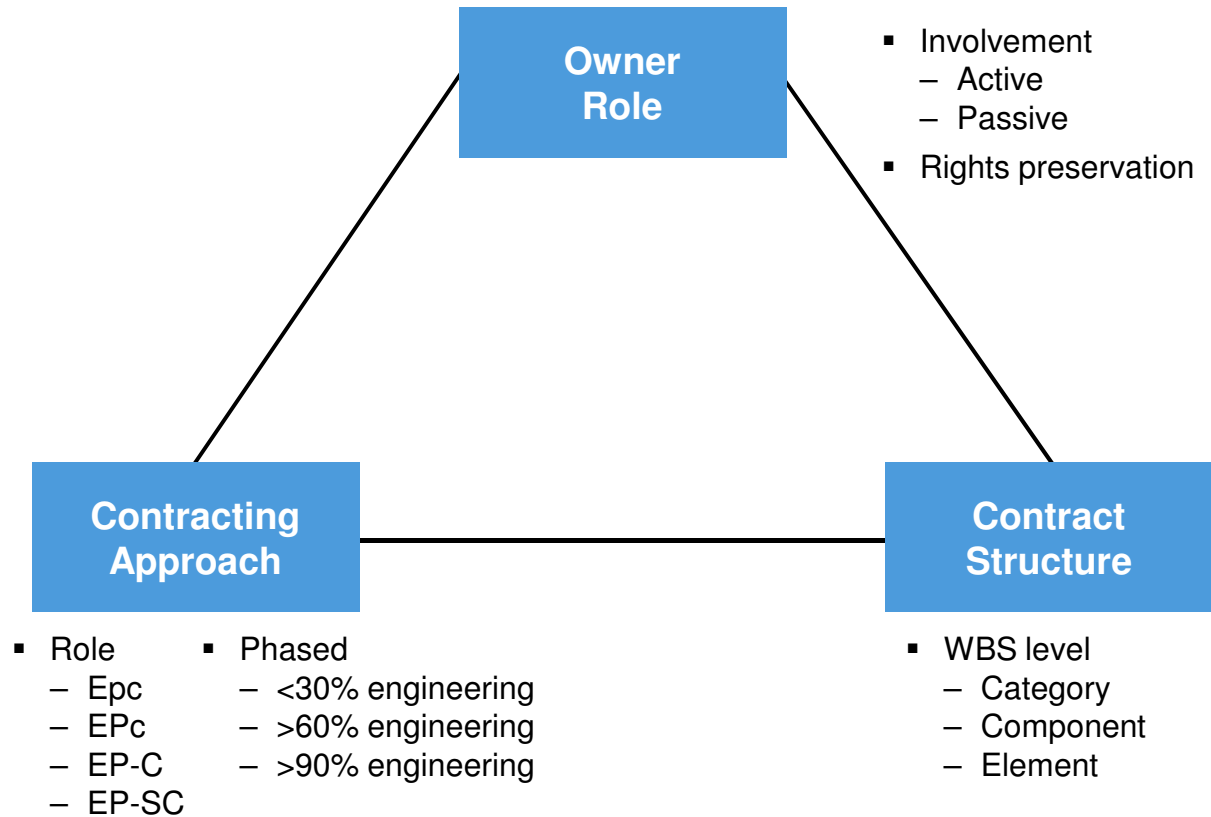 Owner
Role
▪ Involvement
– Active
– Passive
▪ Rights preservation
Contracting
Approach
Contract
Structure
▪ Role
– Epc
– EPc
– EP-C
– EP-SC
▪ Phased
– <30% engineering
– >60% engineering
– >90% engineering
▪ WBS level
– Category
– Component
– Element